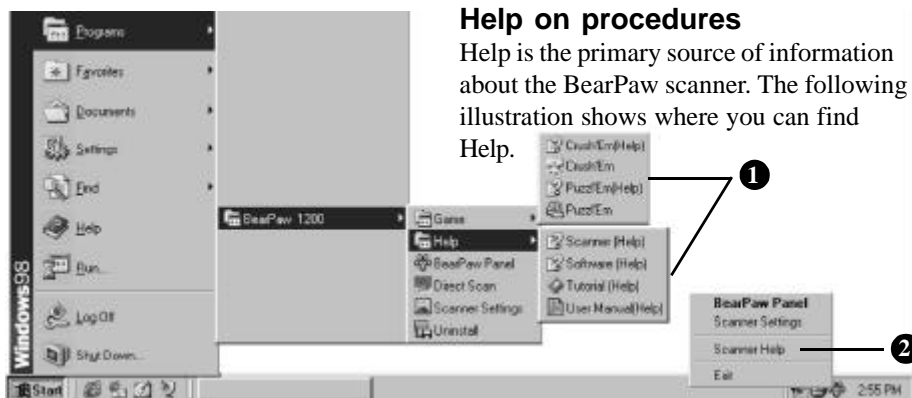 Help on procedures
Help is the primary source of information
about the BearPaw scanner. The following
illustration shows where you can find
Help.
Programs
Favorites
Documents
Settings
Find
Help
Run...
Log Off
Shut Down...
Windows98
BearPaw 1200
Game
Help
BearPaw Panel
Direct Scan
Scanner Settings
Uninstall
Crush'Em(Help)
Crush'Em
Puzzl'Em(Help)
Puzzl'Em
1
Scanner (Help)
Software (Help)
Tutorial (Help)
User Manual(Help)
BearPaw Panel
Scanner Settings
Scanner Help
Exit
2
Start
2:55 PM